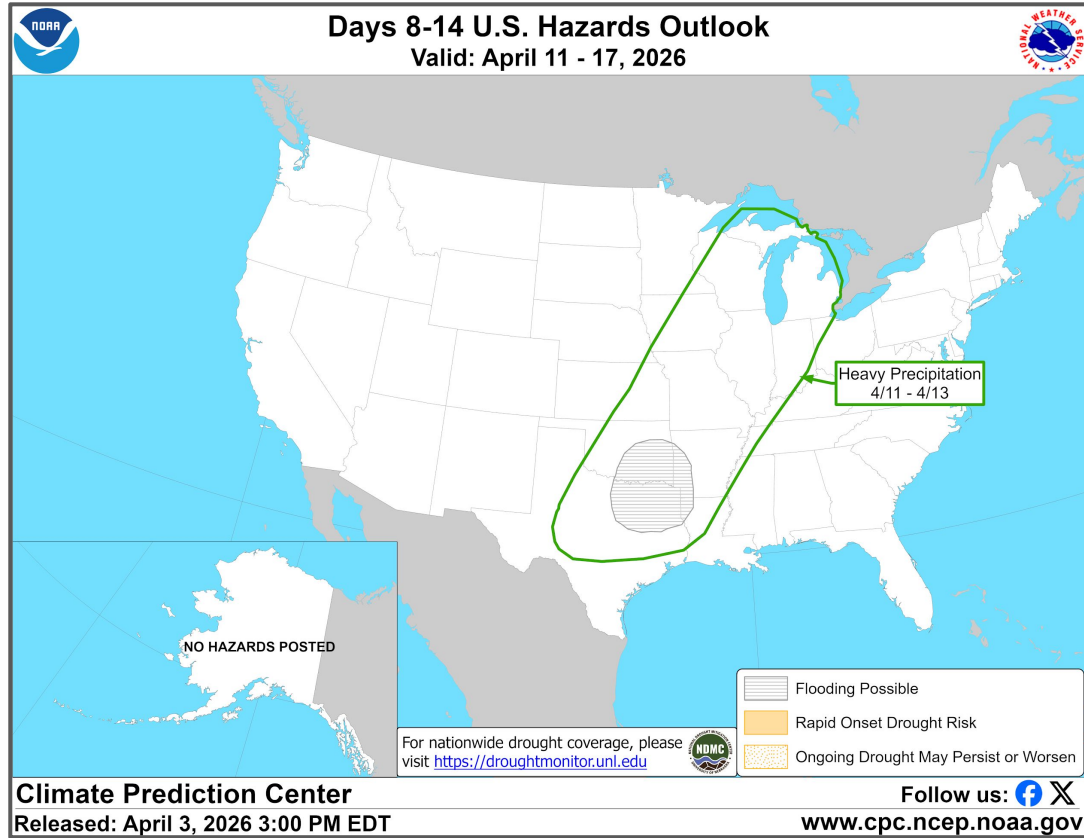 NOAA
Days 8-14 U.S. Hazards Outlook
Valid: April 11 - 17, 2026
NATIONAL WEATHER SERVICE
Heavy Precipitation
4/11 - 4/13
NO HAZARDS POSTED
Flooding Possible
Rapid Onset Drought Risk
Ongoing Drought May Persist or Worsen
For nationwide drought coverage, please
visit https://droughtmonitor.unl.edu
NDMC
Climate Prediction Center
Follow us:
Released: April 3, 2026 3:00 PM EDT
www.cpc.ncep.noaa.gov